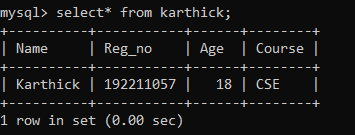 mysql> select* from karthick;
+----------+-----------+------+--------+
| Name     | Reg_no    | Age  | Course |
+----------+-----------+------+--------+
| Karthick | 192211057 |   18 | CSE    |
+----------+-----------+------+--------+
1 row in set (0.00 sec)